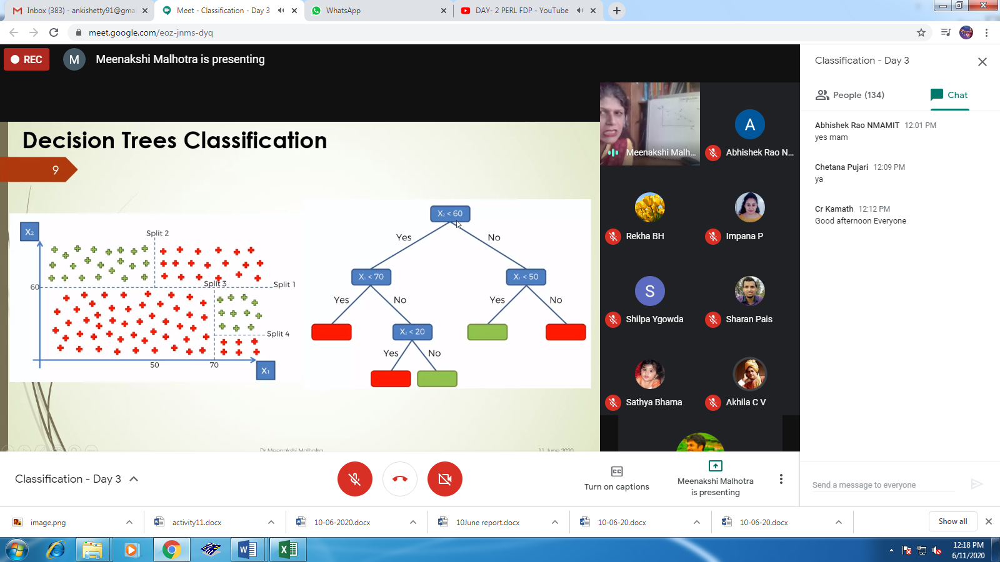 Inbox (383) - ankishetty91@gma
Meet - Classification - Day 3
WhatsApp
DAY- 2 PERL FDP - YouTube
meet.google.com/eoz-jnms-dyq
REC
M
Meenakshi Malhotra is presenting
Decision Trees Classification
9
X₂
Split 2
Split 3
Split 1
60
Split 4
50
70
X₁
X₂ < 60
Yes
No
X₁ < 70
X₁ < 50
Yes
No
Yes
No
X₂ < 20
Yes
No
Dr Meenakshi Malhotra
11 June 2020
Meenakshi Malh...
A
Abhishek Rao N...
Rekha BH
Impana P
S
Shilpa Ygowda
Sharan Pais
Sathya Bhama
Akhila C V
Classification - Day 3
People (134)
Chat
Abhishek Rao NMAMIT 12:01 PM
yes mam
Chetana Pujari 12:09 PM
ya
Cr Kamath 12:12 PM
Good afternoon Everyone
Send a message to everyone
Classification - Day 3
CC
Turn on captions
Meenakshi Malhotra
is presenting
image.png
activity11.docx
10-06-2020.docx
10June report.docx
10-06-20.docx
10-06-20.docx
Show all
12:18 PM
6/11/2020